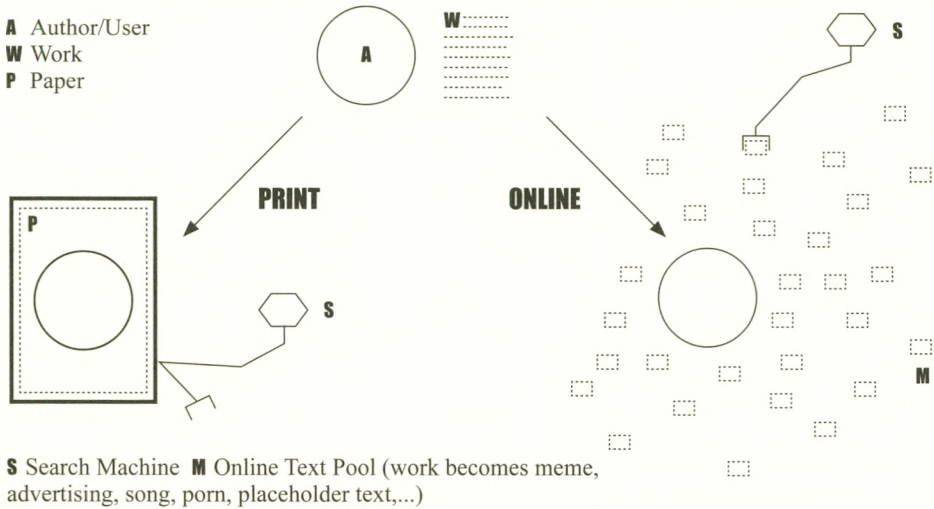 A Author/User
W Work
P Paper
A
W
S
PRINT
ONLINE
P
S
M
S Search Machine M Online Text Pool (work becomes meme,
advertising, song, porn, placeholder text,...)